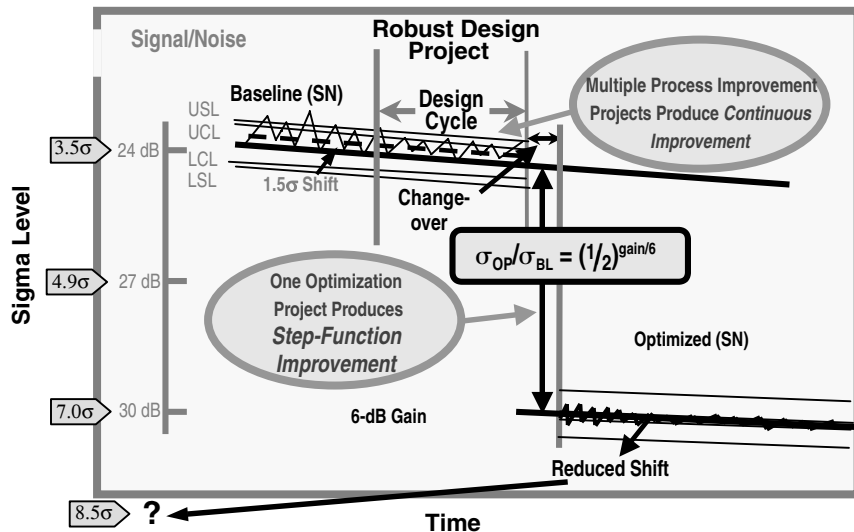 Robust Design
Project
Signal/Noise
Baseline (SN)
Design
Cycle
Multiple Process Improvement
Projects Produce Continuous
Improvement
USL
UCL
3.5σ
24 dB
LCL
LSL
1.5σ Shift
Change-
over
σOP/σBL = (1/2)gain/6
Sigma Level
4.9σ
27 dB
One Optimization
Project Produces
Step-Function
Improvement
Optimized (SN)
7.0σ
30 dB
6-dB Gain
Reduced Shift
8.5σ
?
Time